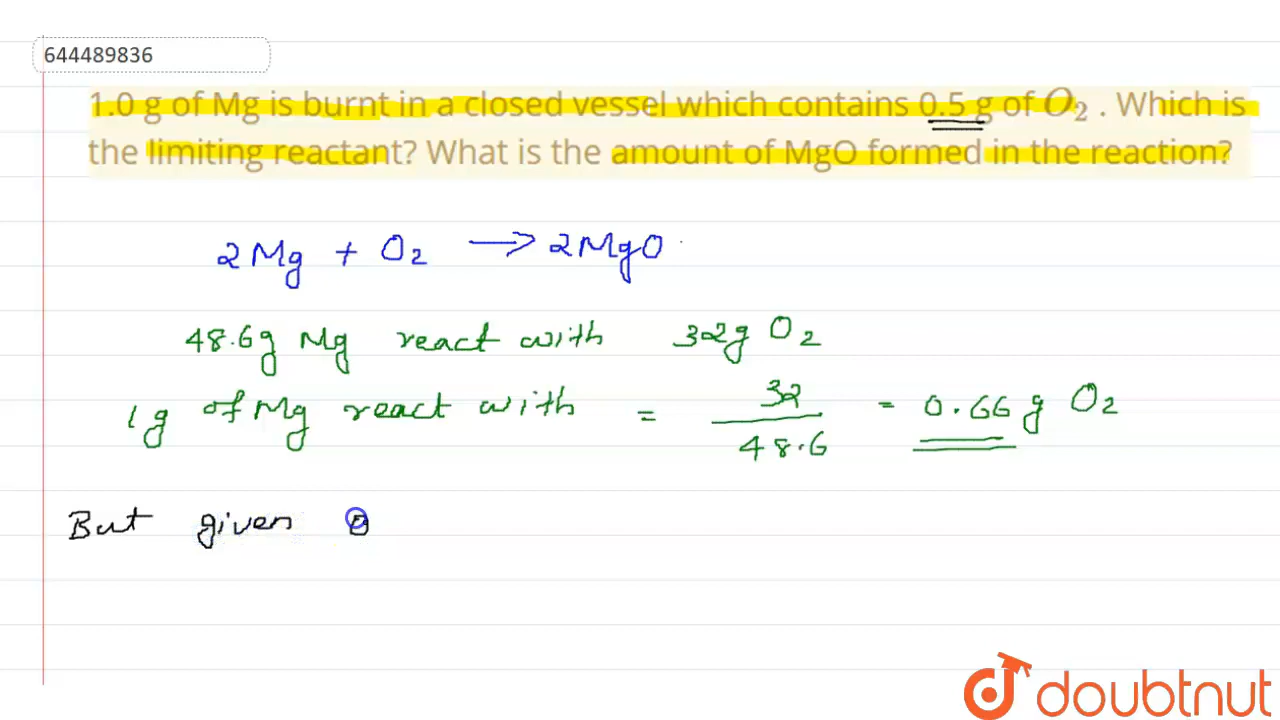 644489836
1.0 g of Mg is burnt in a closed vessel which contains 0.5 g of O₂ . Which is
the limiting reactant? What is the amount of MgO formed in the reaction?
2Mg + O₂ → 2MgO
48.6g Mg react with 32g O₂
1g of Mg react with = 32/48.6 = 0.66 g O₂
But given
doubtnut